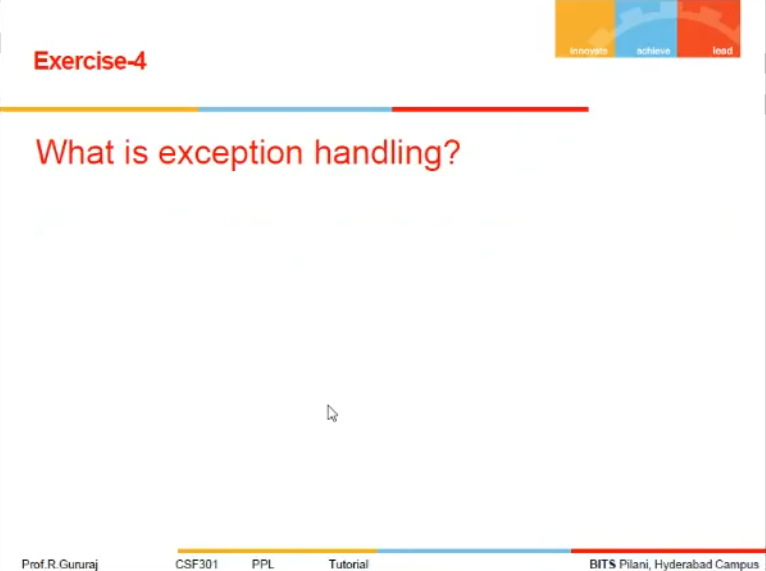 innovate achieve lead
Exercise-4
What is exception handling?
Prof.R.Gururaj CSF301 PPL Tutorial BITS Pilani, Hyderabad Campus